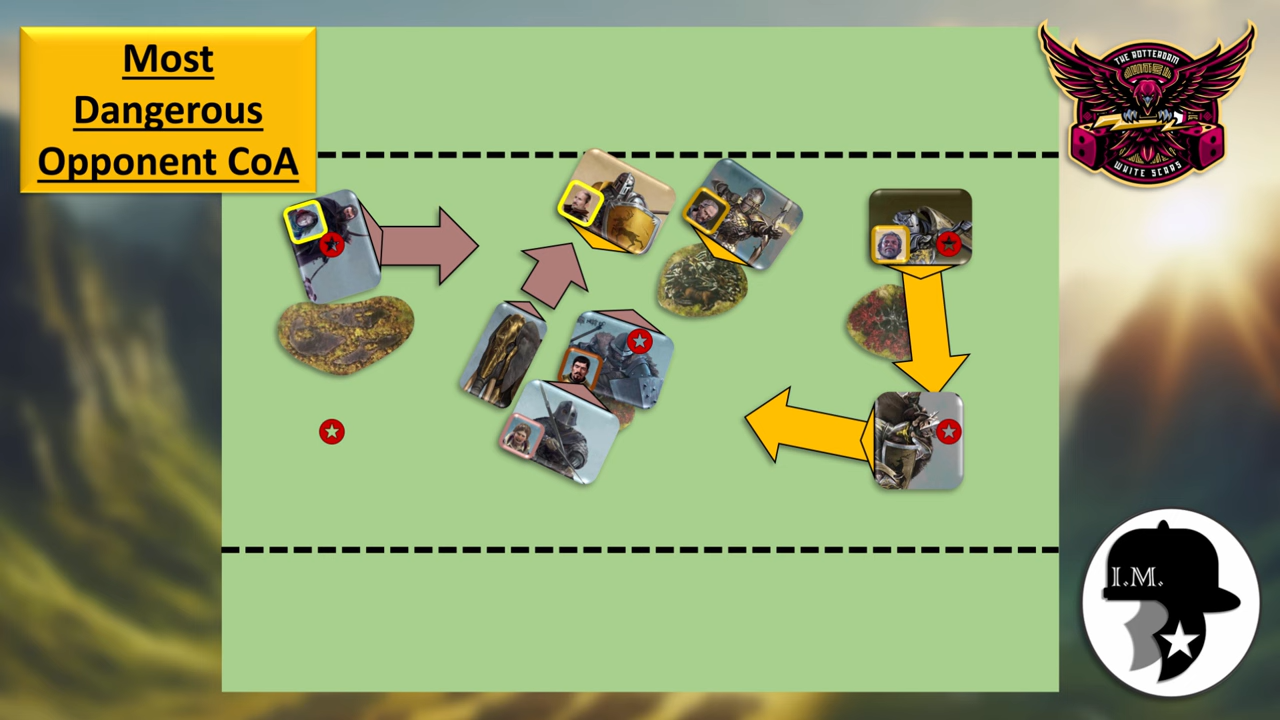 Most
Dangerous
Opponent CoA
THE ROTTERDAM
WHITE SCARS
I.M.